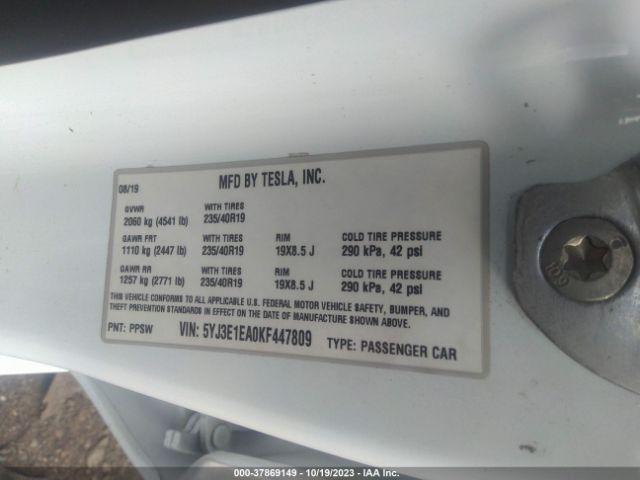 MFD BY TESLA, INC.
08/19
GVWR WITH TIRES
2060 kg (4541 lb) 235/40R19
GAWR FRT WITH TIRES RIM COLD TIRE PRESSURE
1110 kg (2447 lb) 235/40R19 19X8.5 J 290 kPa, 42 psi
GAWR RR WITH TIRES RIM COLD TIRE PRESSURE
1257 kg (2771 lb) 235/40R19 19X8.5 J 290 kPa, 42 psi
THIS VEHICLE CONFORMS TO ALL APPLICABLE U.S. FEDERAL MOTOR VEHICLE SAFETY, BUMPER, AND
THEFT PREVENTION STANDARDS IN EFFECT ON THE DATE OF MANUFACTURE SHOWN ABOVE.
PNT: PPSW VIN: 5YJ3E1EA0KF447809 TYPE: PASSENGER CAR
000-37869149 - 10/19/2023 - IAA Inc.